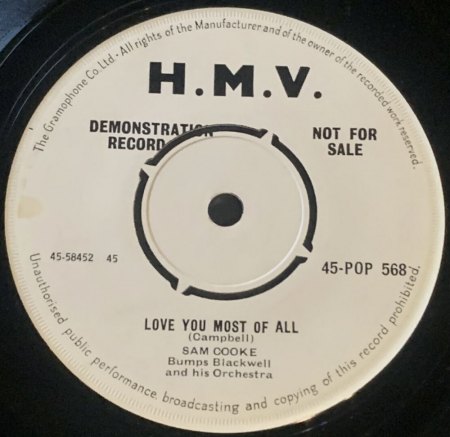 The Gramophone Co Ltd - All rights of the Manufacturer and of the owner of the recorded work reserved.
H.M.V.
DEMONSTRATION
RECORD
NOT FOR
SALE
45-58452 45
45-POP 568
LOVE YOU MOST OF ALL
(Campbell)
SAM COOKE
Bumps Blackwell
and his Orchestra
Unauthorised public performance, broadcasting and copying of this record prohibited.